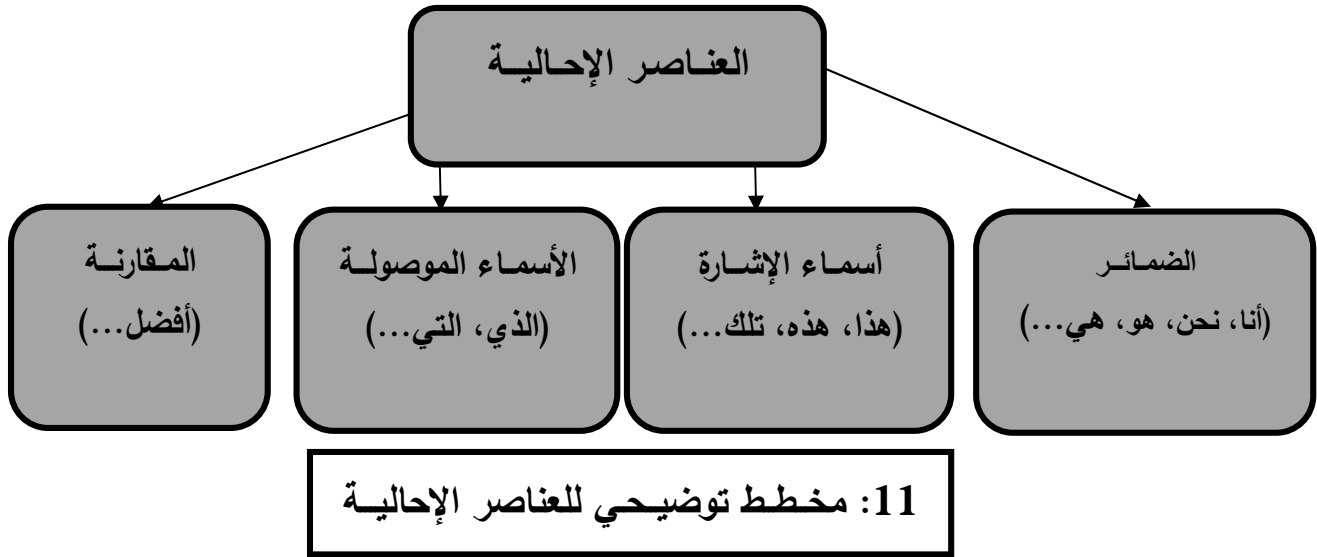 العناصر الإحالية
الضمائر
(أنا، نحن، هو، هي...)
أسماء الإشارة
(هذا، هذه، تلك...)
الأسماء الموصولة
(الذي، التي...)
المقارنة
(أفضل...)
11: مخطط توضيحي للعناصر الإحالية